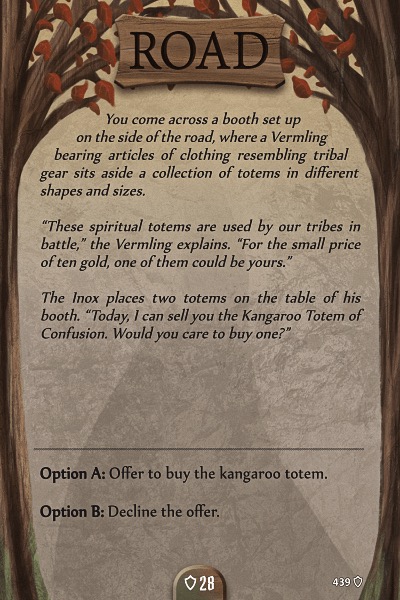 ROAD
You come across a booth set up
on the side of the road, where a Vermling
bearing articles of clothing resembling tribal
gear sits aside a collection of totems in different
shapes and sizes.
“These spiritual totems are used by our tribes in
battle,” the Vermling explains. “For the small price
of ten gold, one of them could be yours.”
The Inox places two totems on the table of his
booth. “Today, I can sell you the Kangaroo Totem of
Confusion. Would you care to buy one?”
Option A: Offer to buy the kangaroo totem.
Option B: Decline the offer.
28
439